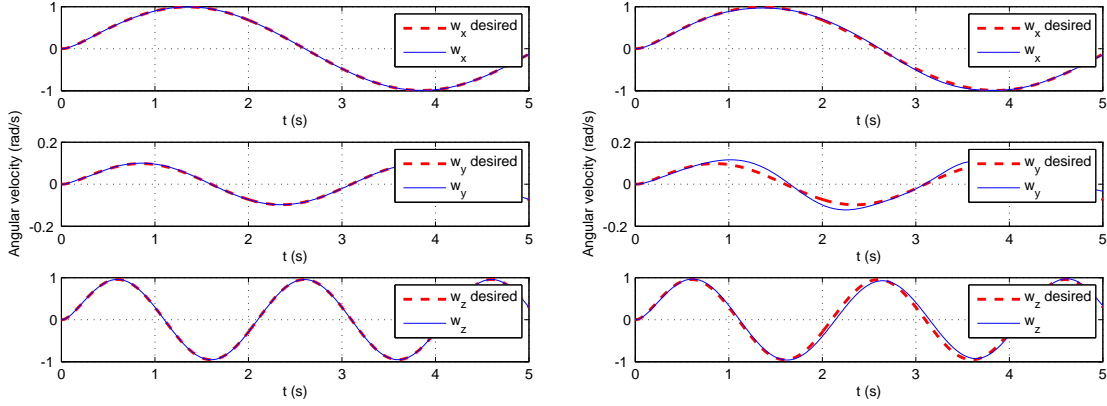 Angular velocity (rad/s)
1
0
-1
w_x desired
w_x
0 1 2 3 4 5
t (s)
0.2
0
-0.2
w_y desired
w_y
0 1 2 3 4 5
t (s)
1
0
-1
w_z desired
w_z
0 1 2 3 4 5
t (s)
Angular velocity (rad/s)
1
0
-1
w_x desired
w_x
0 1 2 3 4 5
t (s)
0.2
0
-0.2
w_y desired
w_y
0 1 2 3 4 5
t (s)
1
0
-1
w_z desired
w_z
0 1 2 3 4 5
t (s)